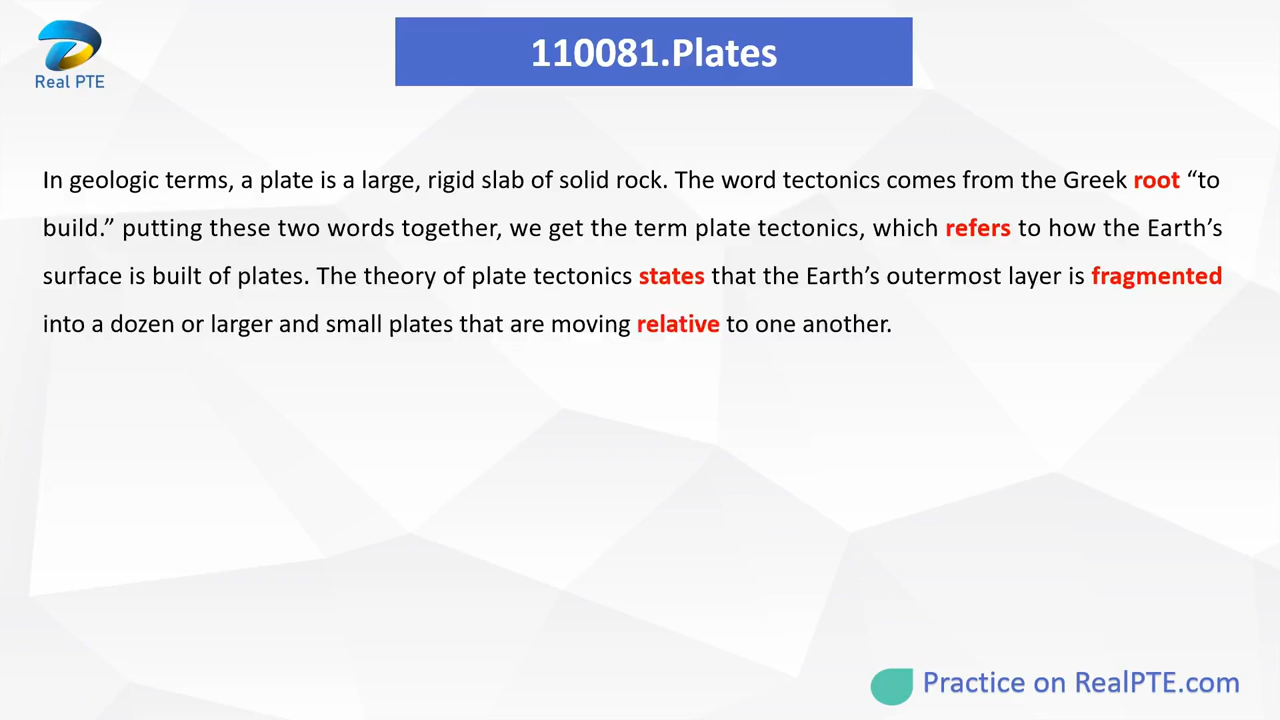 110081.Plates
Real PTE
In geologic terms, a plate is a large, rigid slab of solid rock. The word tectonics comes from the Greek root “to
build.” putting these two words together, we get the term plate tectonics, which refers to how the Earth’s
surface is built of plates. The theory of plate tectonics states that the Earth’s outermost layer is fragmented
into a dozen or larger and small plates that are moving relative to one another.
Practice on RealPTE.com